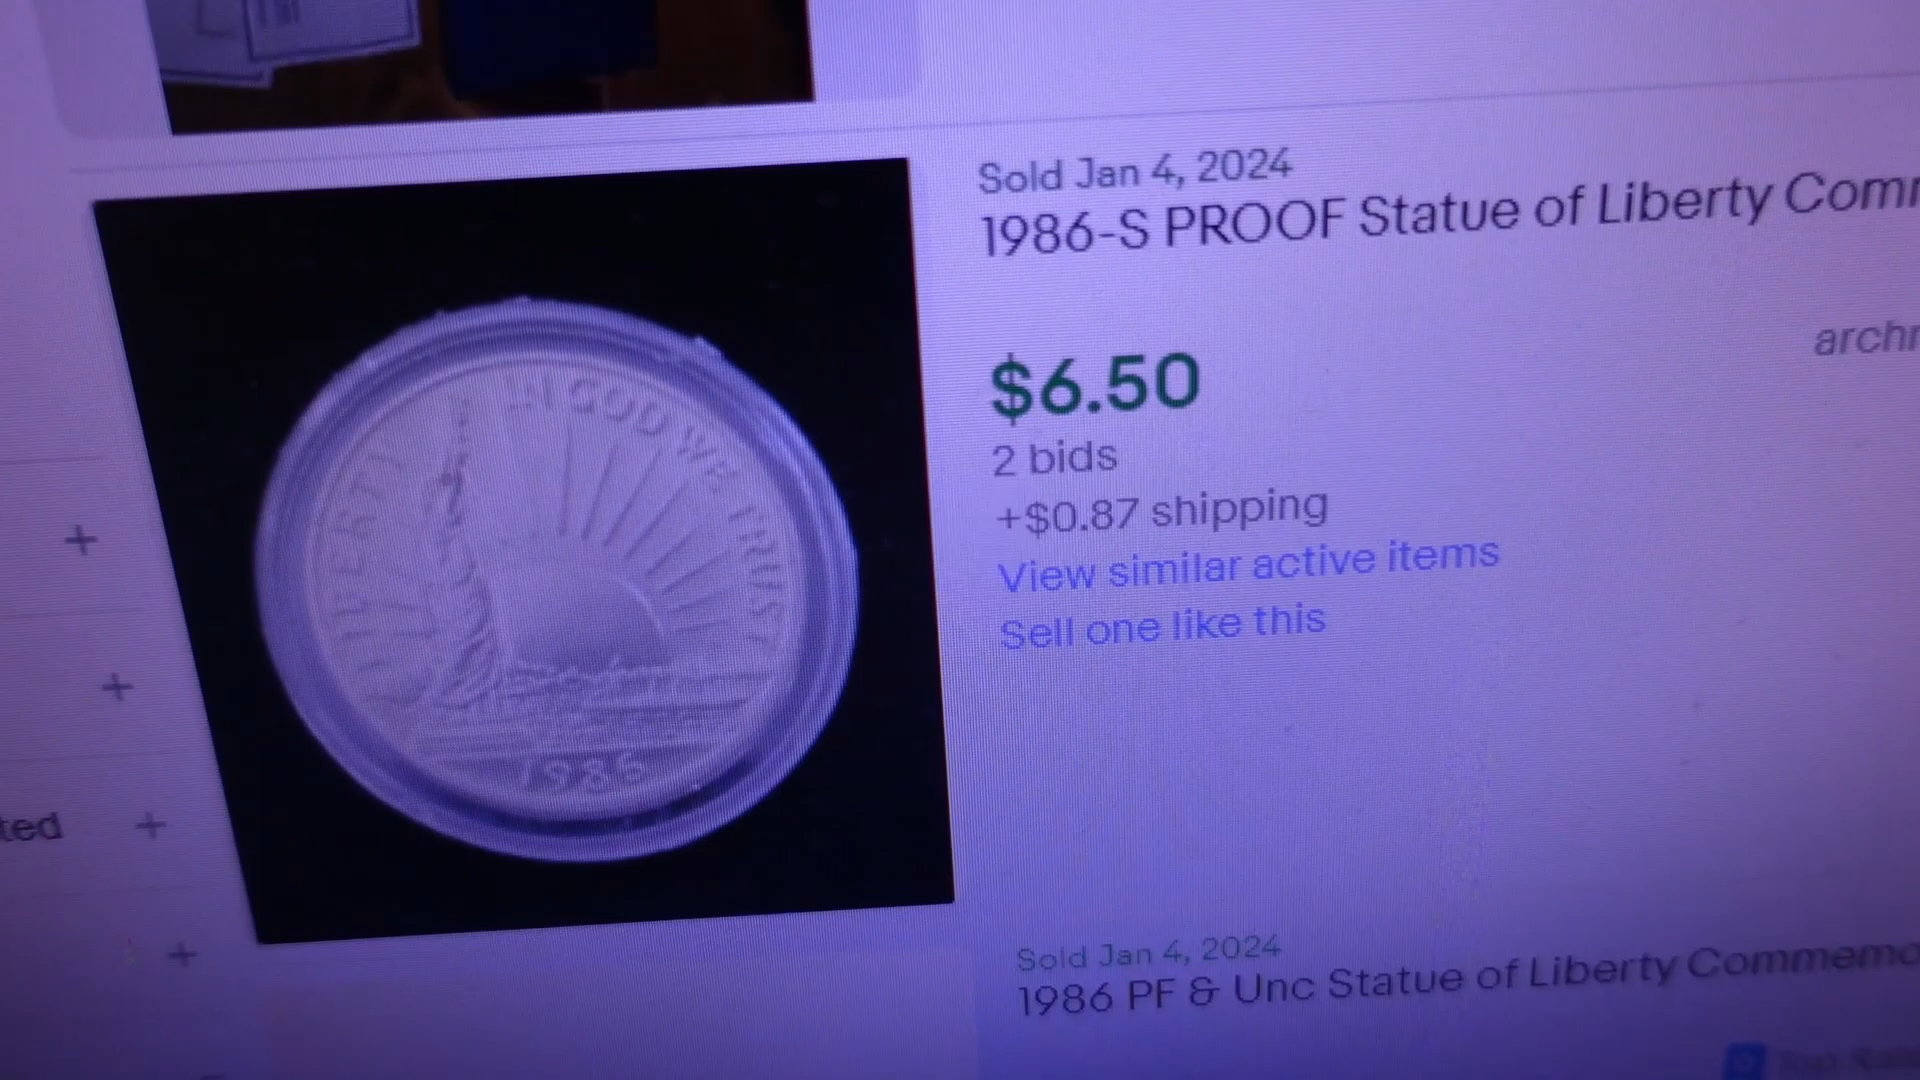 Sold Jan 4, 2024
1986-S PROOF Statue of Liberty Comm
LIBERTY
IN GOD WE TRUST
1986
$6.50
archr
2 bids
+$0.87 shipping
View similar active items
Sell one like this
ted
Sold Jan 4, 2024
1986 PF & Unc Statue of Liberty Commemo